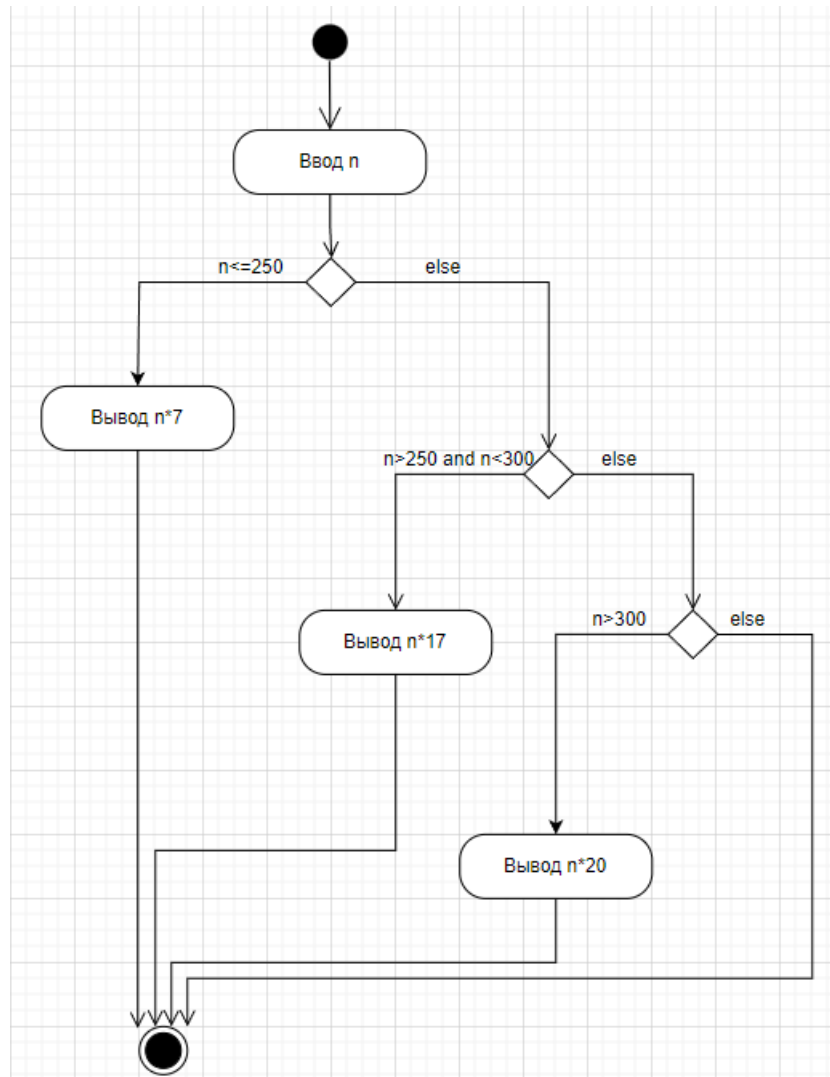 Ввод n
n<=250
else
Вывод n*7
n>250 and n<300
else
n>300
else
Вывод n*17
Вывод n*20